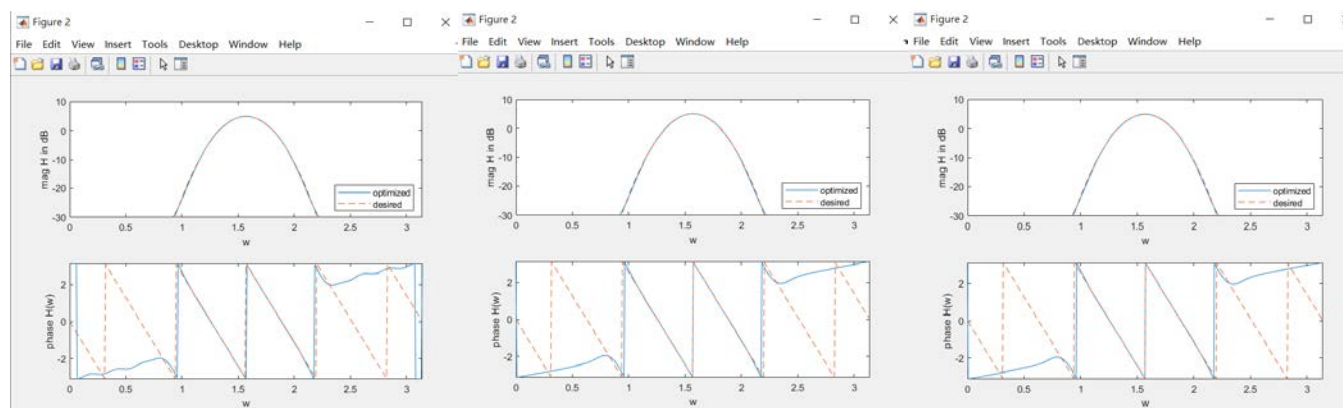 Figure 2
File Edit View Insert Tools Desktop Window Help
10
0
-10
-20
-30
mag H in dB
optimized
desired
0 0.5 1 1.5 2 2.5 3
w
2
0
-2
phase H(w)
0 0.5 1 1.5 2 2.5 3
w
Figure 2
File Edit View Insert Tools Desktop Window Help
10
0
-10
-20
-30
mag H in dB
optimized
desired
0 0.5 1 1.5 2 2.5 3
w
2
0
-2
phase H(w)
0 0.5 1 1.5 2 2.5 3
w
Figure 2
File Edit View Insert Tools Desktop Window Help
10
0
-10
-20
-30
mag H in dB
optimized
desired
0 0.5 1 1.5 2 2.5 3
w
2
0
-2
phase H(w)
0 0.5 1 1.5 2 2.5 3
w